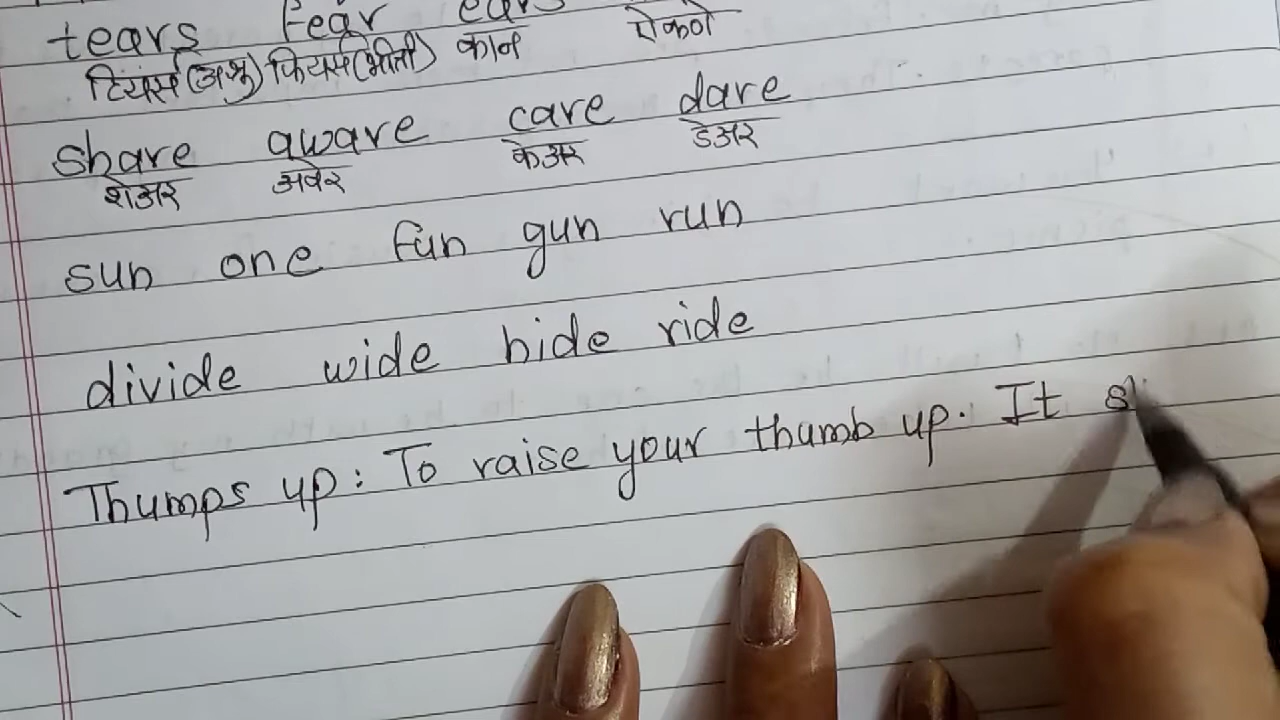 tears fear ears
टियर्स(अश्रू) फियर्स(भीती) कान ऐकणे
share aware care dare
शेअर अवेर केअर डेअर
sun one fun gun run
divide wide hide ride
Thumps up: To raise your thumb up. It